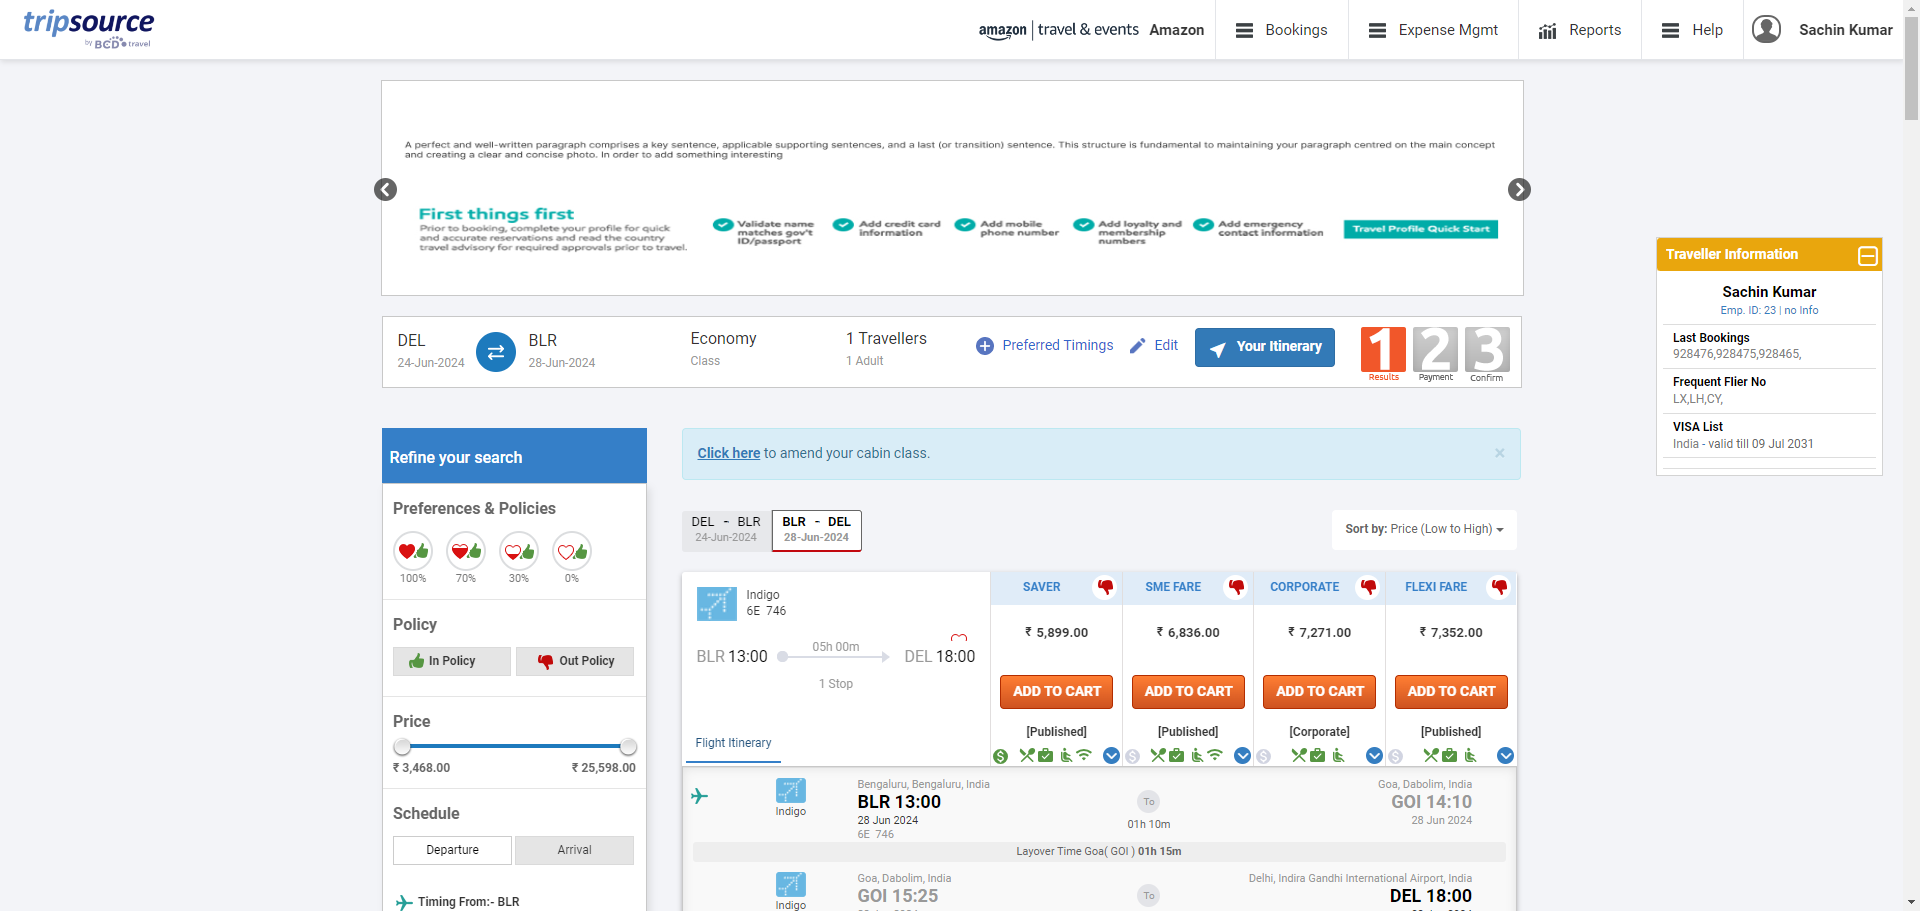 tripsource
by BCD travel
amazon | travel & events Amazon
Bookings
Expense Mgmt
Reports
Help
Sachin Kumar
A perfect and well-written paragraph comprises a key sentence, applicable supporting sentences, and a last (or transition) sentence. This structure is fundamental to maintaining your paragraph centred on the main concept
and creating a clear and concise photo. In order to add something interesting
First things first
Prior to booking, complete your profile for quick
and accurate reservations and read the country
travel advisory for required approvals prior to travel.
Validate name
matches gov't
ID/passport
Add credit card
information
Add mobile
phone number
Add loyalty and
membership
numbers
Add emergency
contact information
Travel Profile Quick Start
Traveller Information
Sachin Kumar
Emp. ID: 23 | no Info
Last Bookings
928476,928475,928465,
Frequent Flier No
LX,LH,CY,
VISA List
India - valid till 09 Jul 2031
DEL
24-Jun-2024
BLR
28-Jun-2024
Economy
Class
1 Travellers
1 Adult
Preferred Timings
Edit
Your Itinerary
1 2 3
Results Payment Confirm
Refine your search
Preferences & Policies
100% 70% 30% 0%
Policy
In Policy
Out Policy
Price
₹ 3,468.00 ₹ 25,598.00
Schedule
Departure
Arrival
Timing From:- BLR
Click here to amend your cabin class.
×
DEL - BLR
24-Jun-2024
BLR - DEL
28-Jun-2024
Sort by: Price (Low to High)
Indigo
6E 746
BLR 13:00
05h 00m
1 Stop
DEL 18:00
Flight Itinerary
SAVER
₹ 5,899.00
ADD TO CART
[Published]
SME FARE
₹ 6,836.00
ADD TO CART
[Published]
CORPORATE
₹ 7,271.00
ADD TO CART
[Corporate]
FLEXI FARE
₹ 7,352.00
ADD TO CART
[Published]
Indigo
Bengaluru, Bengaluru, India
BLR 13:00
28 Jun 2024
6E 746
To
01h 10m
Goa, Dabolim, India
GOI 14:10
28 Jun 2024
Layover Time Goa( GOI ) 01h 15m
Indigo
Goa, Dabolim, India
GOI 15:25
To
Delhi, Indira Gandhi International Airport, India
DEL 18:00